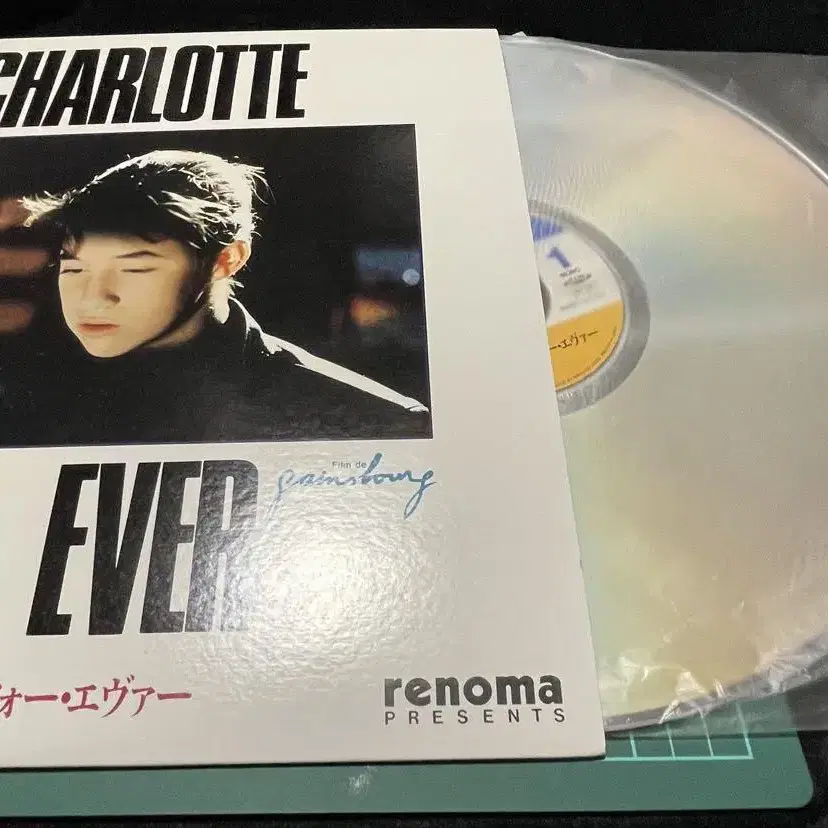 CHARLOTTE
EVER
Film de
gainsbourg
フォー・エヴァー
renoma
PRESENTS
1
ー・エヴァー